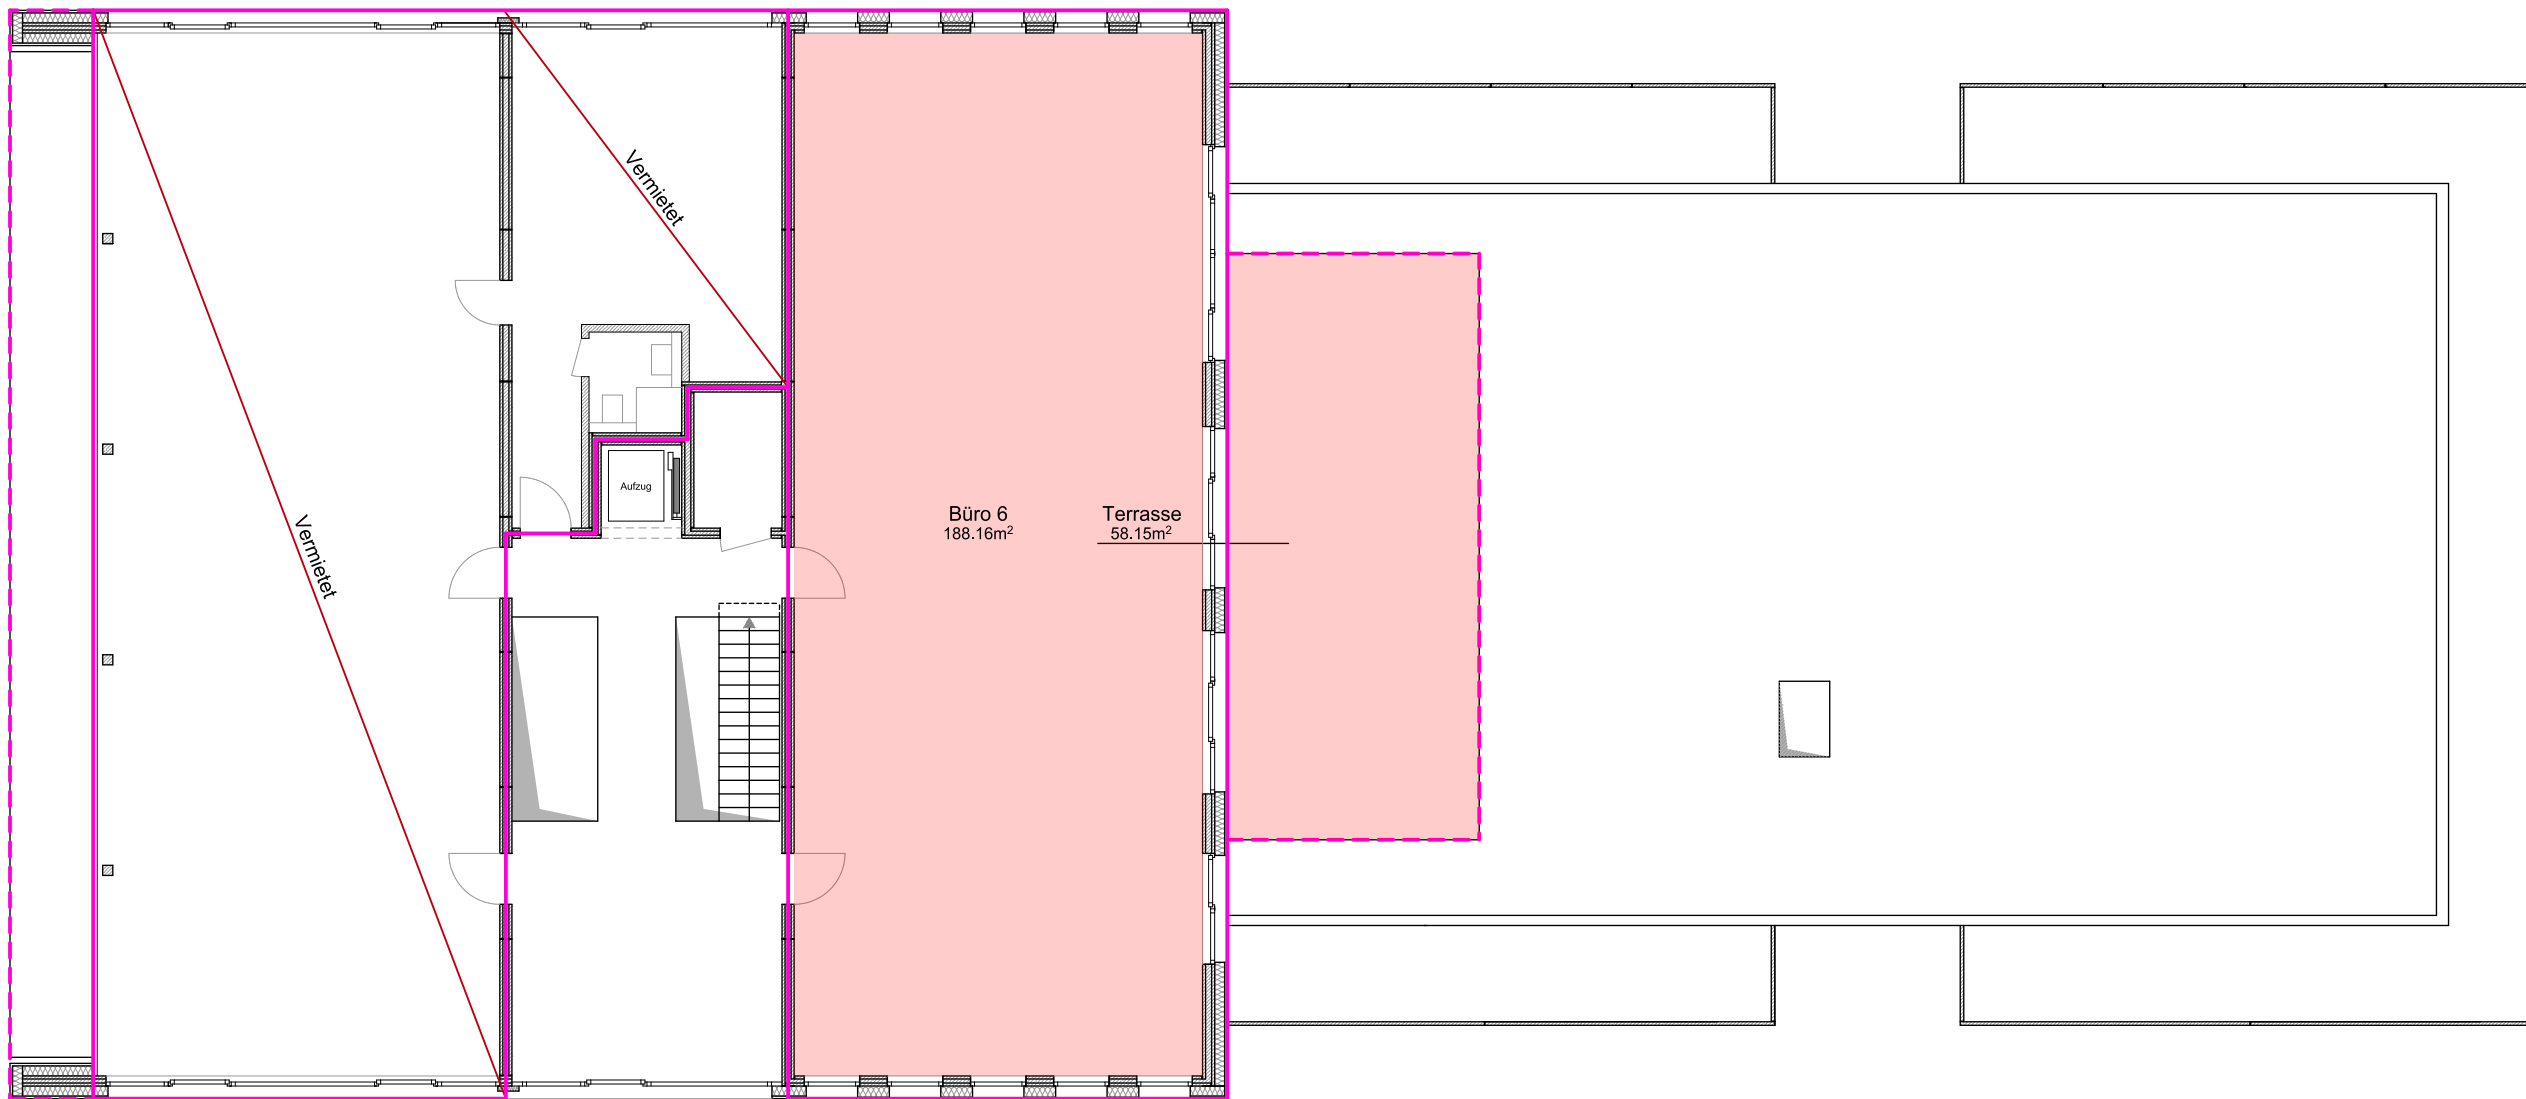 Vermietet
Aufzug
Büro 6
188.16m²
Terrasse
58.15m²
Vermietet